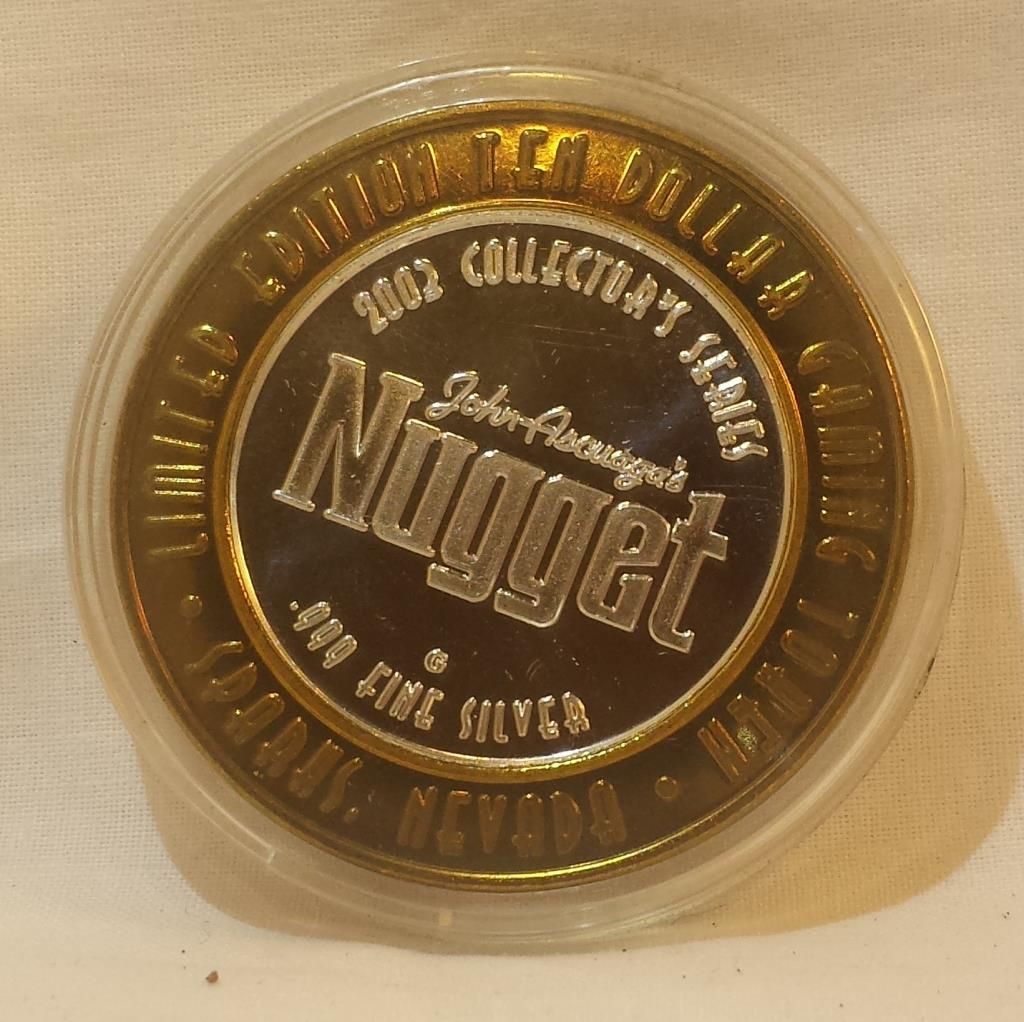 LIMITED EDITION TEN DOLLAR GAMING TOKEN
2002 COLLECTOR'S SERIES
John Ascuaga's
Nugget
G
.999 FINE SILVER
• SPARKS, NEVADA •